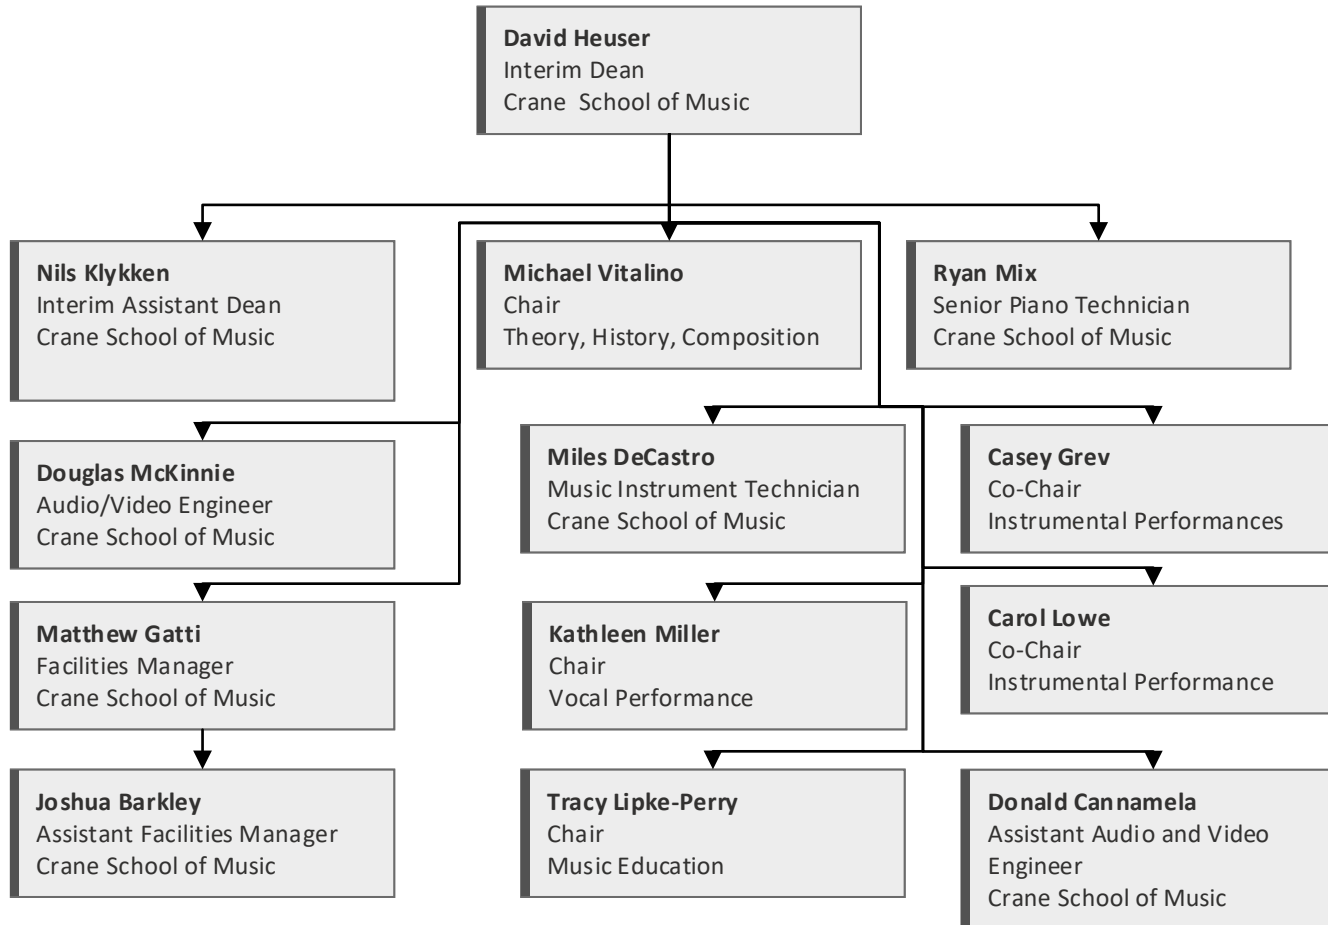 David Heuser
Interim Dean
Crane  School of Music
Nils Klykken
Interim Assistant Dean
Crane School of Music
Michael Vitalino
Chair
Theory, History, Composition
Ryan Mix
Senior Piano Technician
Crane School of Music
Douglas McKinnie
Audio/Video Engineer
Crane School of Music
Miles DeCastro
Music Instrument Technician
Crane School of Music
Casey Grev
Co-Chair
Instrumental Performances
Matthew Gatti
Facilities Manager
Crane School of Music
Kathleen Miller
Chair
Vocal Performance
Carol Lowe
Co-Chair
Instrumental Performance
Joshua Barkley
Assistant Facilities Manager
Crane School of Music
Tracy Lipke-Perry
Chair
Music Education
Donald Cannamela
Assistant Audio and Video
Engineer
Crane School of Music